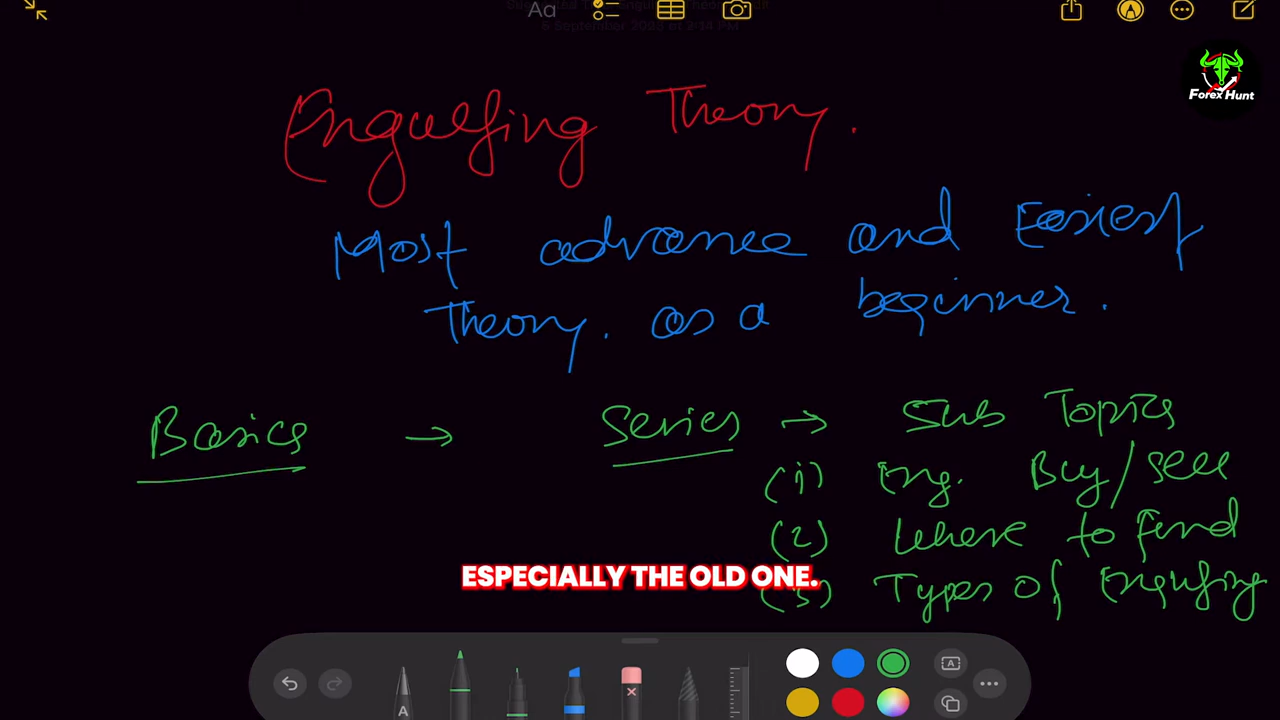 Aa
Forex Hunt
Engulfing Theory.
Most advance and Easiest
Theory. as a beginner.
Basics → Series → Sub Topics
(1) Eng. Buy/Sell
(2) Where to Find
(3) Types of Engulfing
ESPECIALLY THE OLD ONE.
A
A